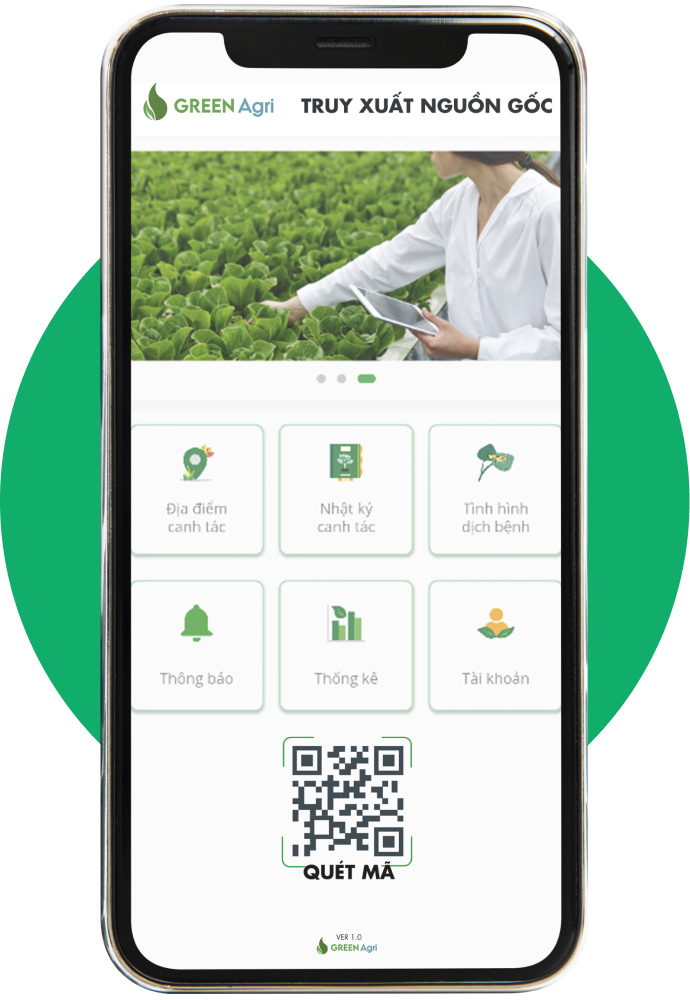 GREEN Agri TRUY XUẤT NGUỒN GỐC
Địa điểm
canh tác
Nhật ký
canh tác
Tình hình
dịch bệnh
Thông báo
Thống kê
Tài khoản
QUÉT MÃ
VER 1.0
GREEN Agri